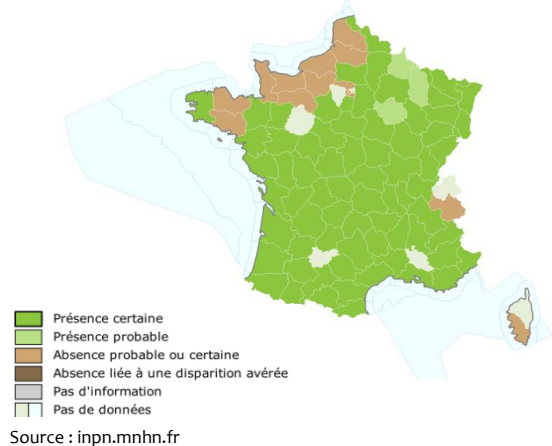 Présence certaine
Présence probable
Absence probable ou certaine
Absence liée à une disparition avérée
Pas d'information
Pas de données
Source : inpn.mnhn.fr